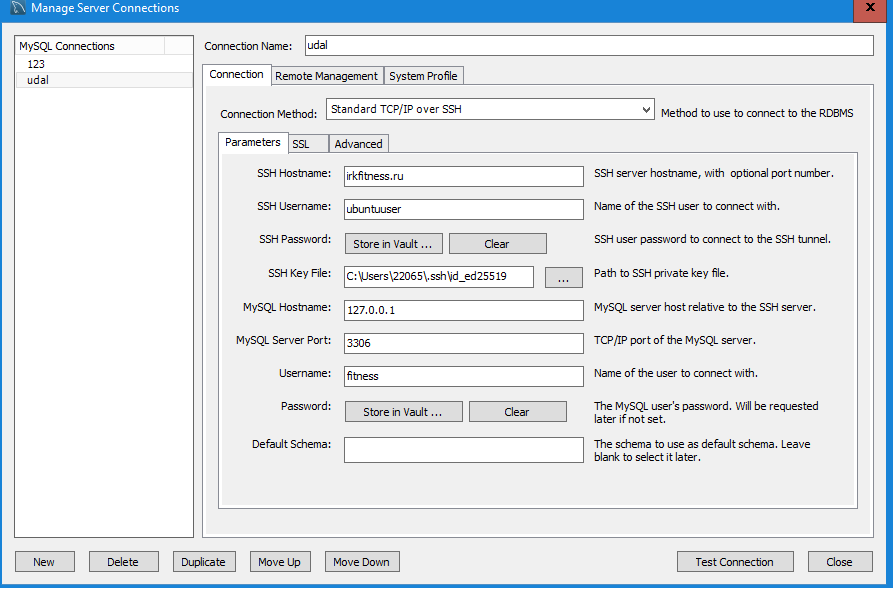 Manage Server Connections
x
MySQL Connections
123
udal
Connection Name: udal
Connection Remote Management System Profile
Connection Method: Standard TCP/IP over SSH Method to use to connect to the RDBMS
Parameters SSL Advanced
SSH Hostname: irkfitness.ru SSH server hostname, with optional port number.
SSH Username: ubuntuuser Name of the SSH user to connect with.
SSH Password: Store in Vault ... Clear SSH user password to connect to the SSH tunnel.
SSH Key File: C:\Users\22065\.ssh\id_ed25519 ... Path to SSH private key file.
MySQL Hostname: 127.0.0.1 MySQL server host relative to the SSH server.
MySQL Server Port: 3306 TCP/IP port of the MySQL server.
Username: fitness Name of the user to connect with.
Password: Store in Vault ... Clear The MySQL user's password. Will be requested
later if not set.
Default Schema: The schema to use as default schema. Leave
blank to select it later.
New Delete Duplicate Move Up Move Down Test Connection Close